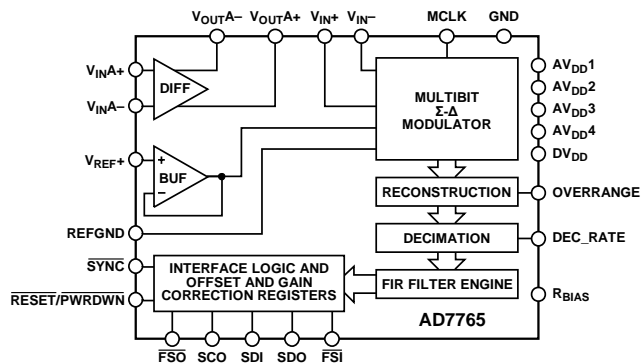 VOUTA– VOUTA+ VIN+ VIN– MCLK GND
VINA+
VINA–
DIFF
VREF+
+
–
BUF
REFGND
MULTIBIT
Σ-Δ
MODULATOR
AVDD1
AVDD2
AVDD3
AVDD4
DVDD
RECONSTRUCTION
OVERRANGE
DECIMATION
DEC_RATE
FIR FILTER ENGINE
RBIAS
SYNC
RESET/PWRDWN
INTERFACE LOGIC AND
OFFSET AND GAIN
CORRECTION REGISTERS
AD7765
FSO SCO SDI SDO FSI